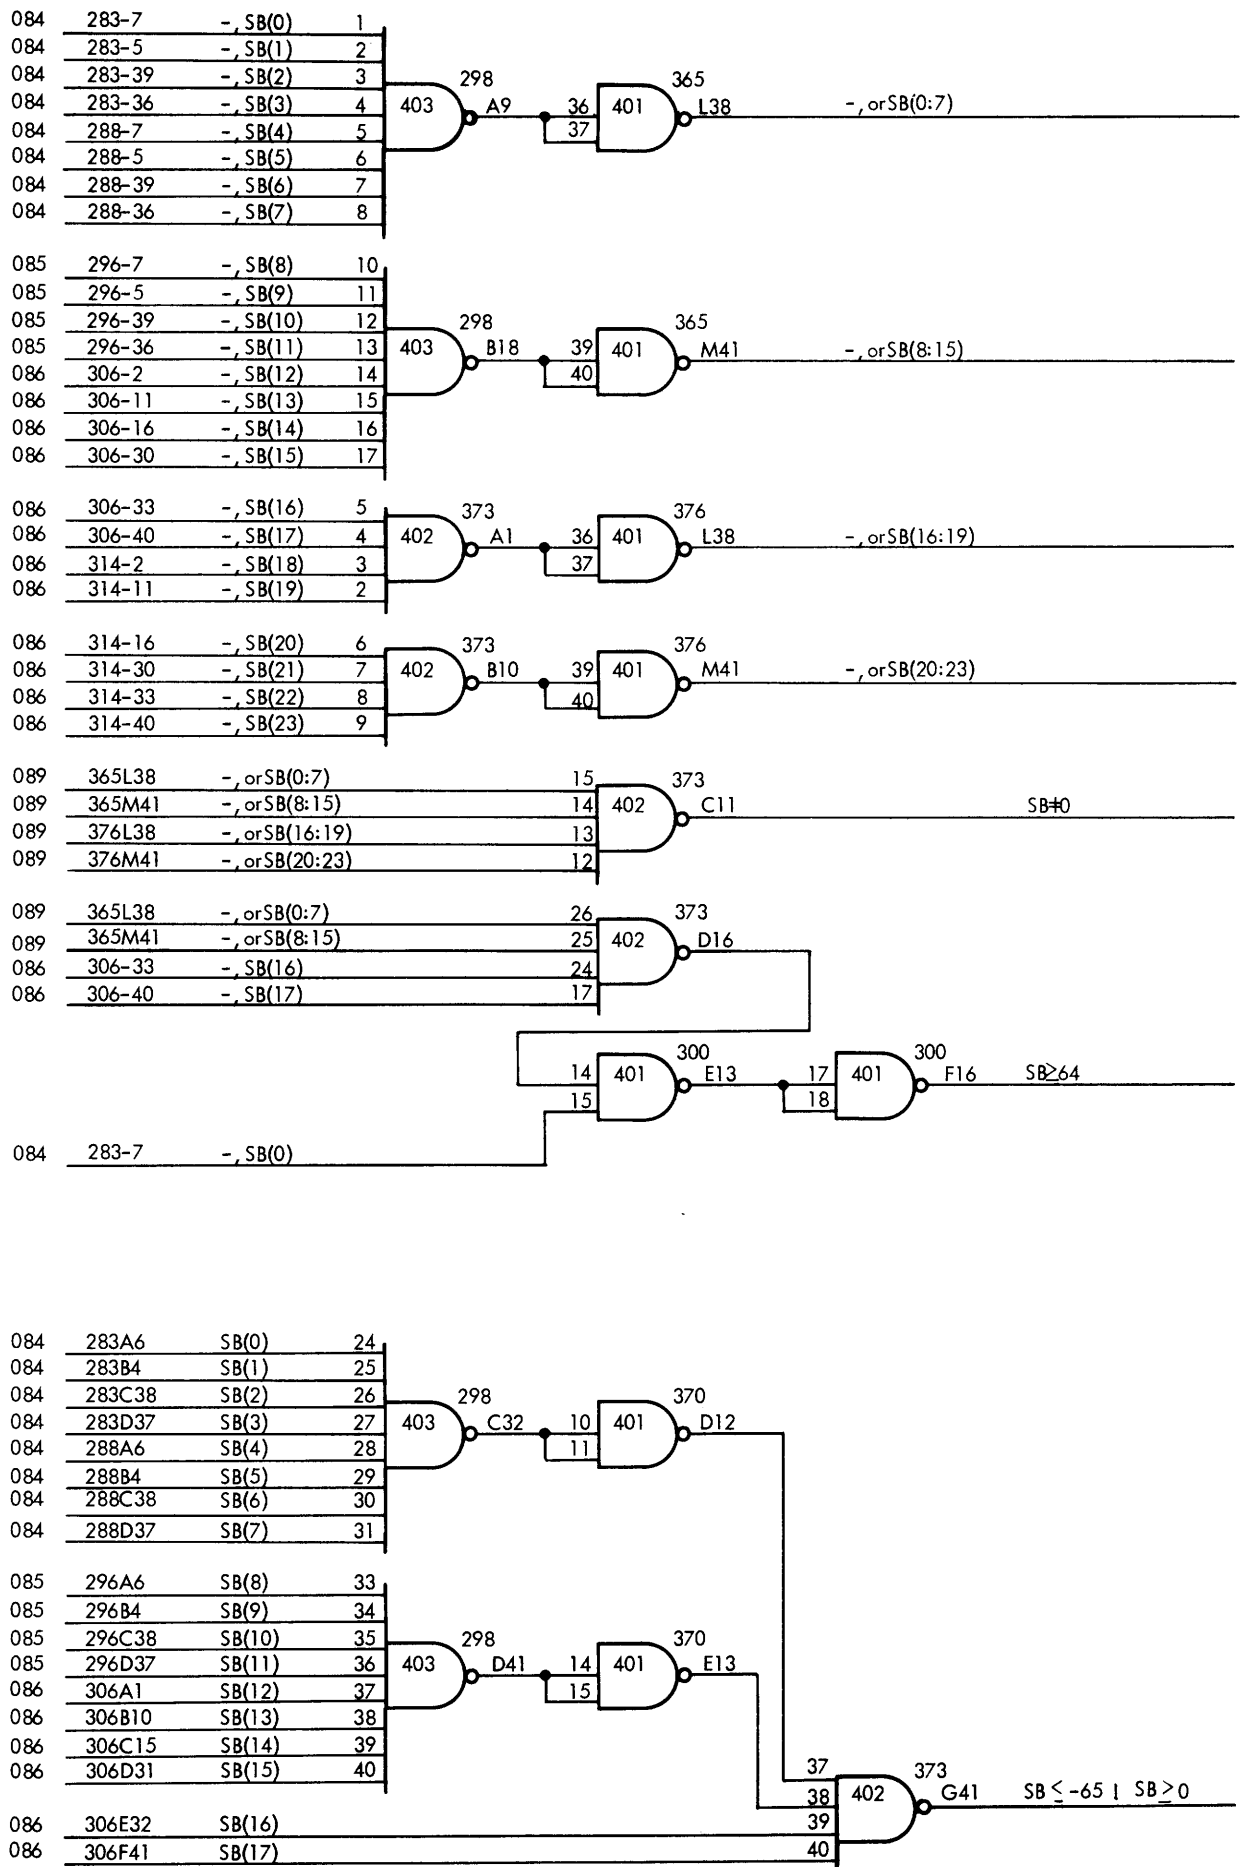 084 283-7 -, SB(0) 1
084 283-5 -, SB(1) 2
084 283-39 -, SB(2) 3 298 365
084 283-36 -, SB(3) 4 403 A9 36 401 L38 -, orSB(0:7)
084 288-7 -, SB(4) 5 37
084 288-5 -, SB(5) 6
084 288-39 -, SB(6) 7
084 288-36 -, SB(7) 8
085 296-7 -, SB(8) 10
085 296-5 -, SB(9) 11
085 296-39 -, SB(10) 12 298 365
085 296-36 -, SB(11) 13 403 B18 39 401 M41 -, orSB(8:15)
086 306-2 -, SB(12) 14 40
086 306-11 -, SB(13) 15
086 306-16 -, SB(14) 16
086 306-30 -, SB(15) 17
086 306-33 -, SB(16) 5 373 376
086 306-40 -, SB(17) 4 402 A1 36 401 L38 -, orSB(16:19)
086 314-2 -, SB(18) 3 37
086 314-11 -, SB(19) 2
086 314-16 -, SB(20) 6 373 376
086 314-30 -, SB(21) 7 402 B10 39 401 M41 -, orSB(20:23)
086 314-33 -, SB(22) 8 40
086 314-40 -, SB(23) 9
089 365L38 -, orSB(0:7) 15 373
089 365M41 -, orSB(8:15) 14 402 C11 SB≠0
089 376L38 -, orSB(16:19) 13
089 376M41 -, orSB(20:23) 12
089 365L38 -, orSB(0:7) 26 373
089 365M41 -, orSB(8:15) 25 402 D16
086 306-33 -, SB(16) 24
086 306-40 -, SB(17) 17
300 300
14 401 E13 17 401 F16 SB≥64
15 18
084 283-7 -, SB(0)
084 283A6 SB(0) 24
084 283B4 SB(1) 25
084 283C38 SB(2) 26 298 370
084 283D37 SB(3) 27 403 C32 10 401 D12
084 288A6 SB(4) 28 11
084 288B4 SB(5) 29
084 288C38 SB(6) 30
084 288D37 SB(7) 31
085 296A6 SB(8) 33
085 296B4 SB(9) 34
085 296C38 SB(10) 35 298 370
085 296D37 SB(11) 36 403 D41 14 401 E13
086 306A1 SB(12) 37 15
086 306B10 SB(13) 38
086 306C15 SB(14) 39
086 306D31 SB(15) 40
37 373
38 402 G41 SB ≤ -65 | SB ≥ 0
086 306E32 SB(16) 39
086 306F41 SB(17) 40